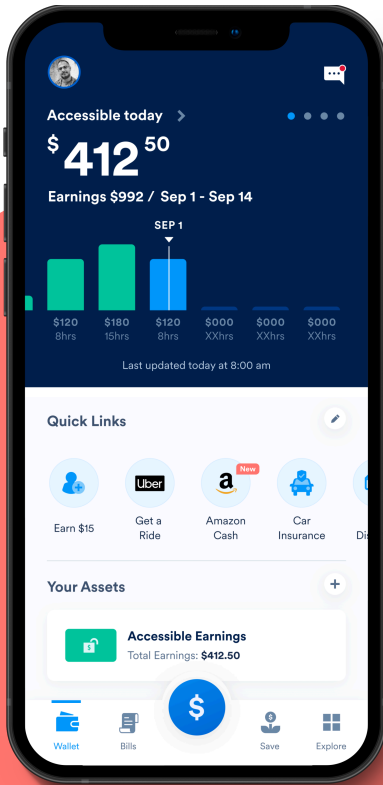 Accessible today
$412 50
Earnings $992 / Sep 1 - Sep 14
SEP 1
$120 $180 $120 $000 $000 $000
8hrs 15hrs 8hrs XXhrs XXhrs XXhrs
Last updated today at 8:00 am
Quick Links
Uber
a
New
Earn $15
Get a
Ride
Amazon
Cash
Car
Insurance
Your Assets
+
$
Accessible Earnings
Total Earnings: $412.50
$
Wallet
Bills
Save
Explore